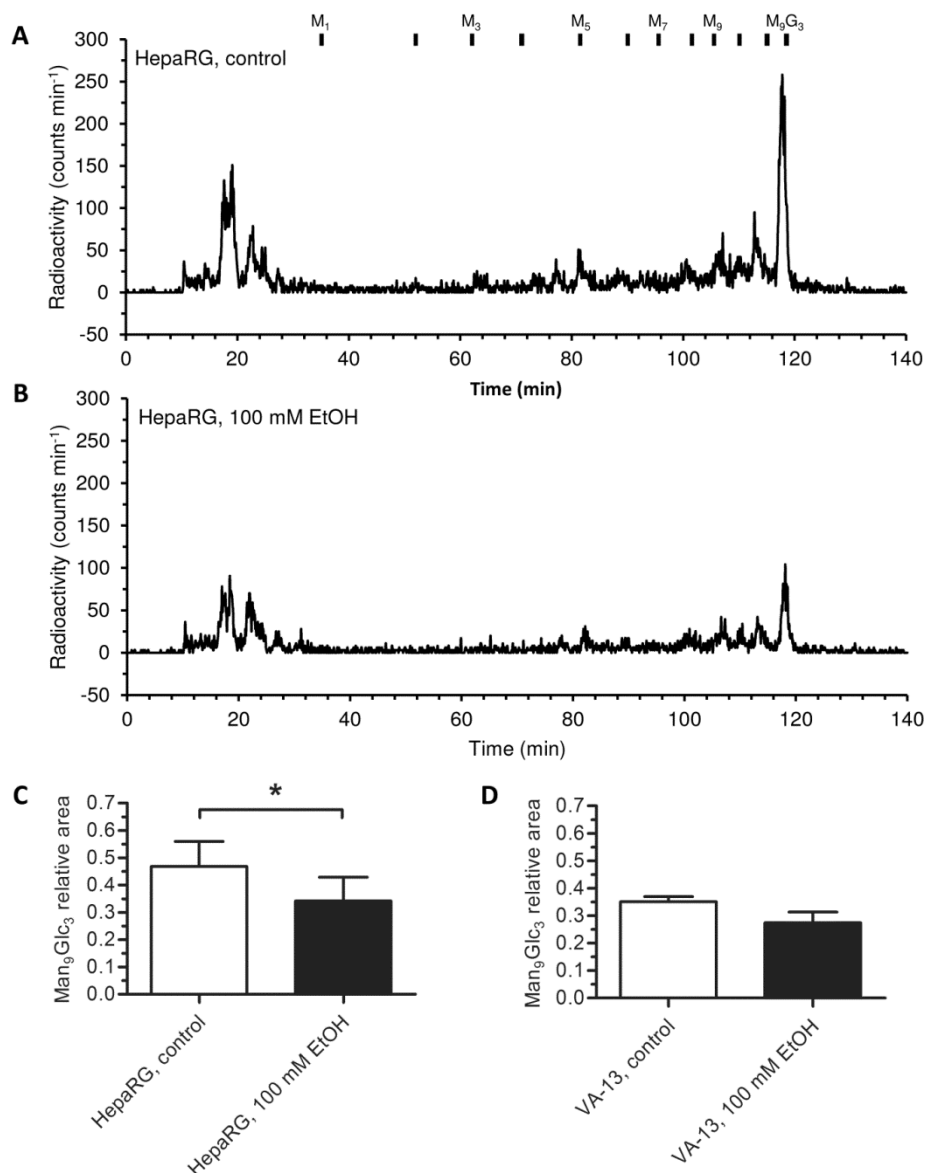 A
M₁ M₃ M₅ M₇ M₉ M₉G₃
HepaRG, control
Radioactivity (counts min⁻¹)
300
250
200
150
100
50
0
-50
0 20 40 60 80 100 120 140
Time (min)
B
HepaRG, 100 mM EtOH
Radioactivity (counts min⁻¹)
300
250
200
150
100
50
0
-50
0 20 40 60 80 100 120 140
Time (min)
C
*
Man₉Glc₃ relative area
0.7
0.6
0.5
0.4
0.3
0.2
0.1
0.0
HepaRG, control
HepaRG, 100 mM EtOH
D
Man₉Glc₃ relative area
0.7
0.6
0.5
0.4
0.3
0.2
0.1
0.0
VA-13, control
VA-13, 100 mM EtOH